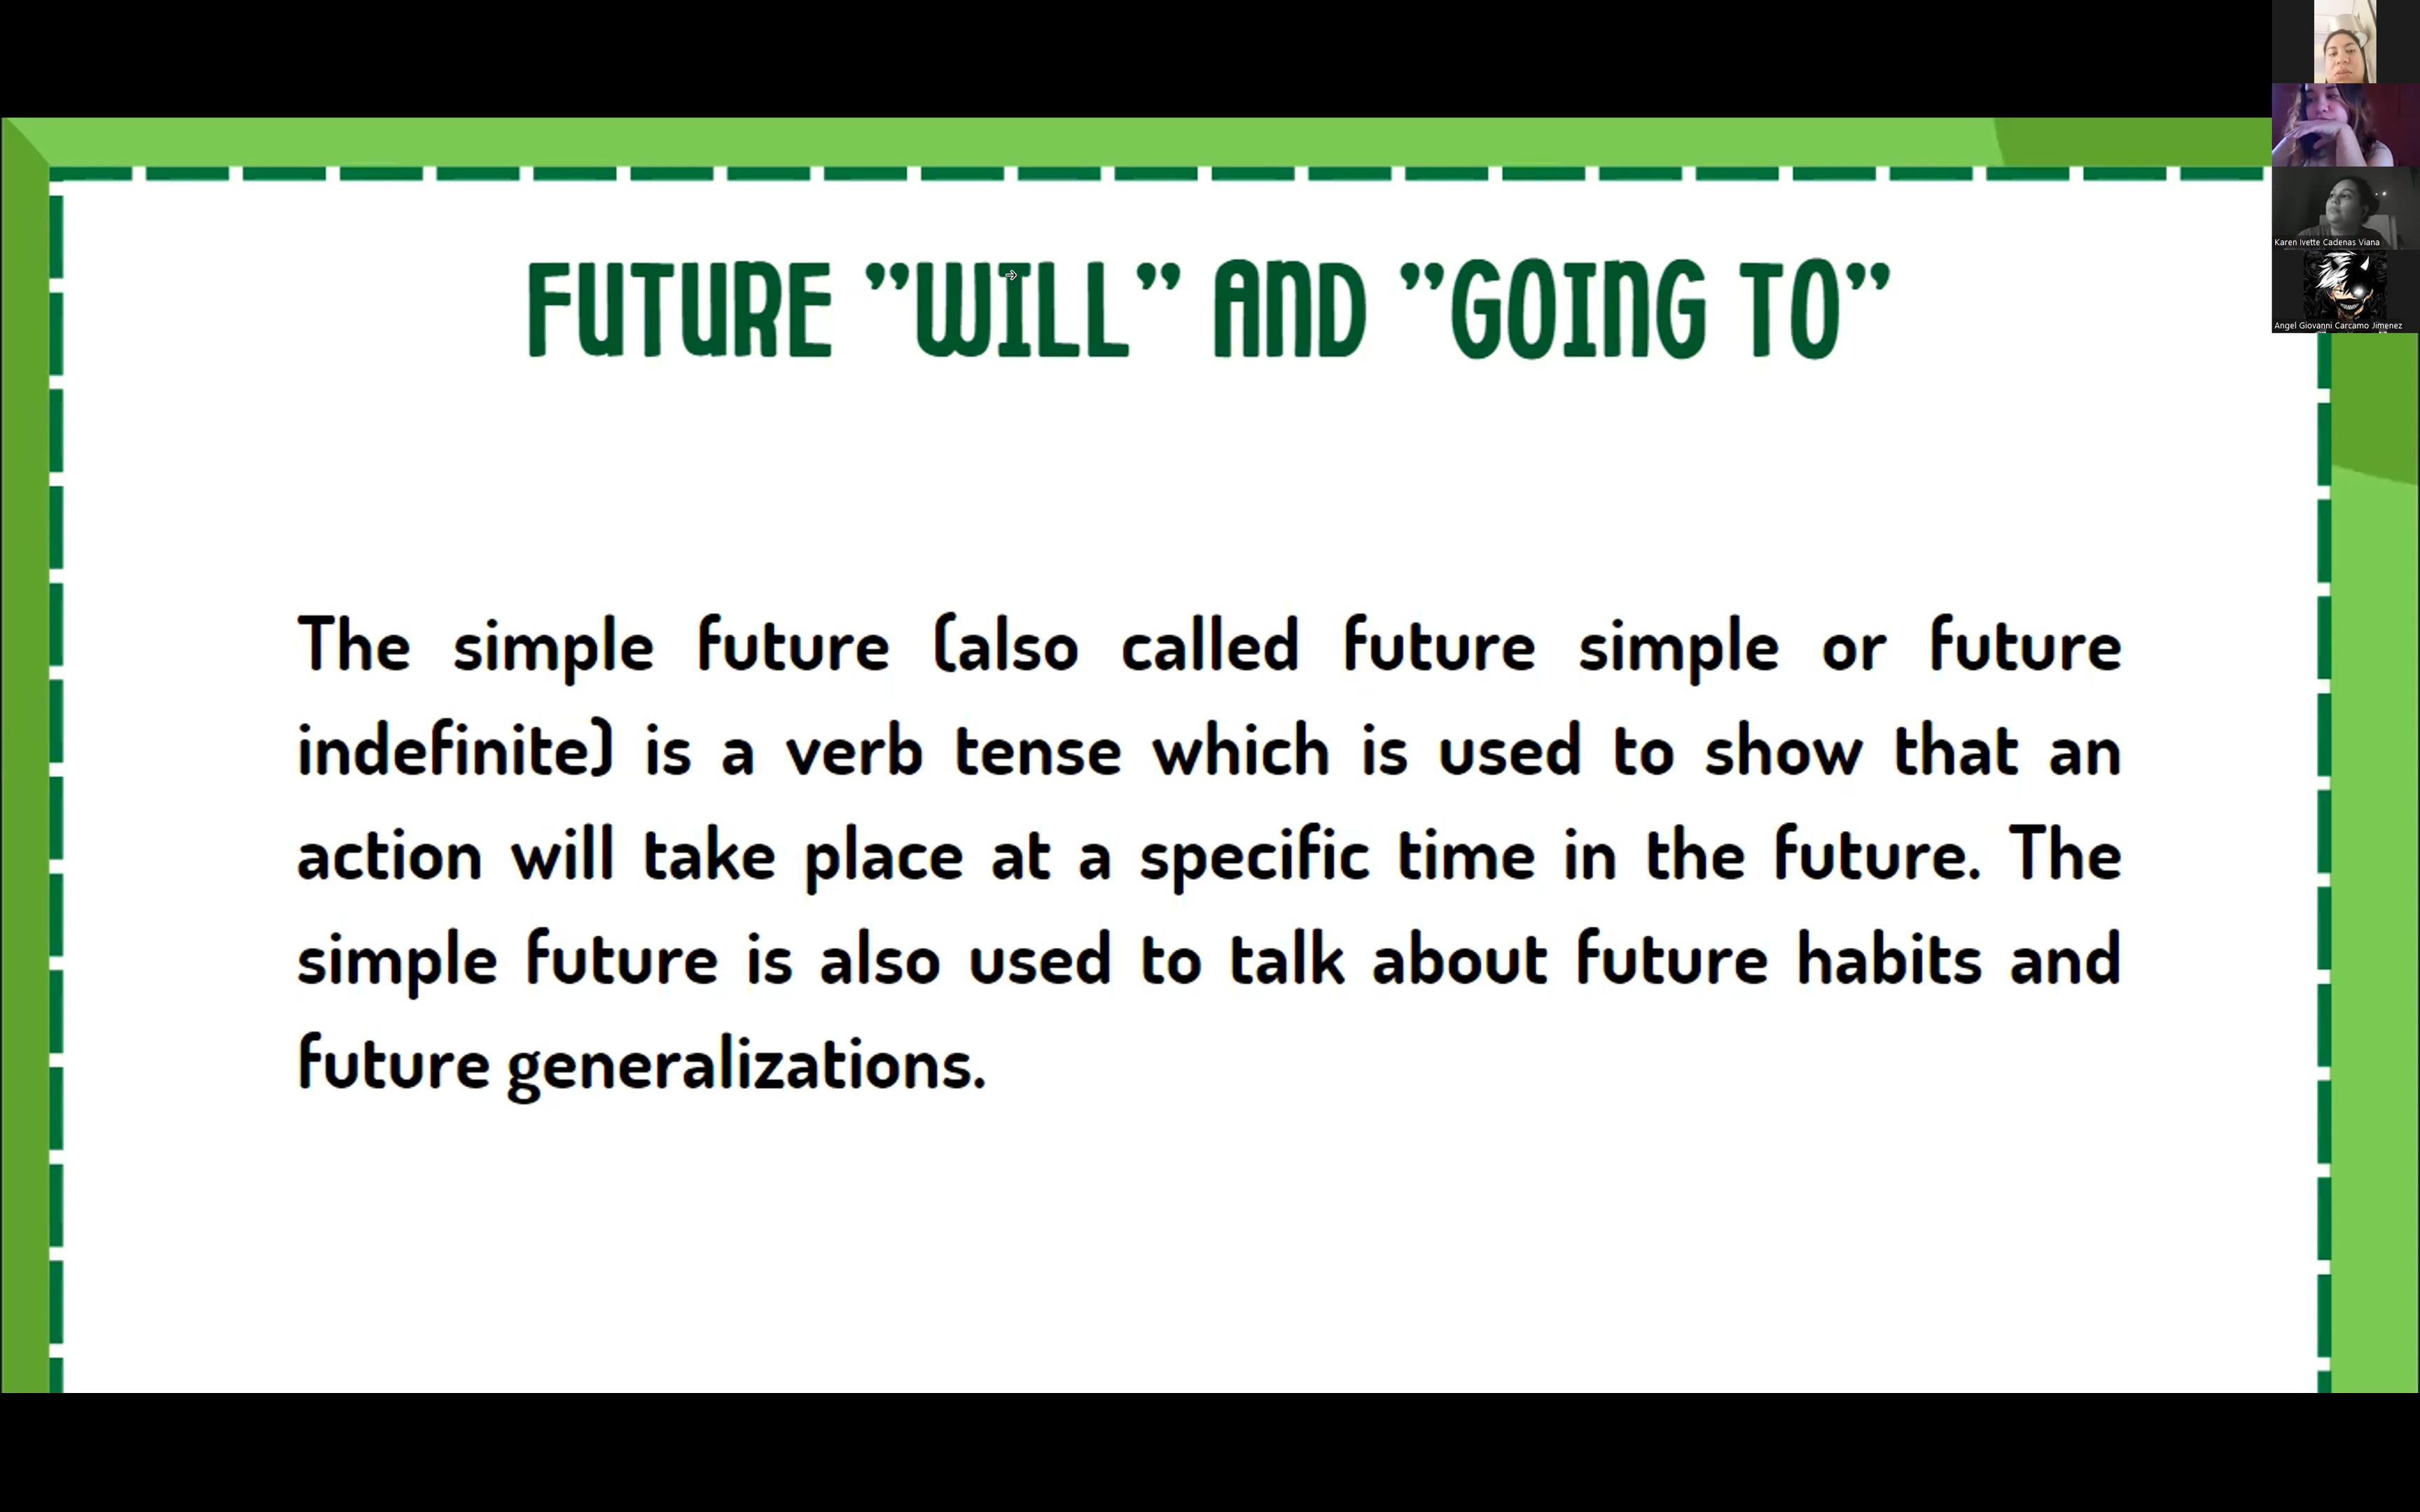 FUTURE ”WILL” AND ”GOING TO”
The simple future (also called future simple or future
indefinite) is a verb tense which is used to show that an
action will take place at a specific time in the future. The
simple future is also used to talk about future habits and
future generalizations.
Karen Ivette Cadenas Viana
Angel Giovanni Carcamo Jimenez